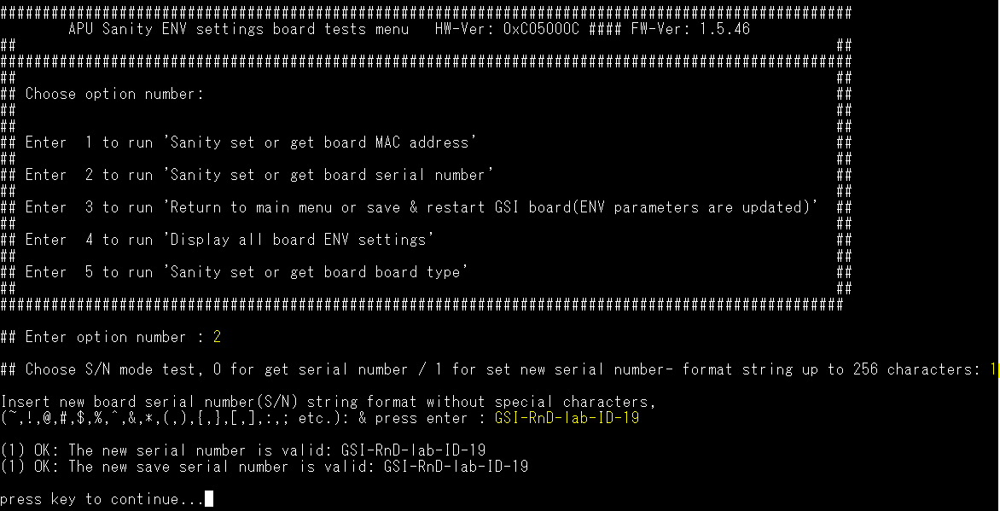 ####################################################################################################
APU Sanity ENV settings board tests menu   HW-Ver: 0xC05000C #### FW-Ver: 1.5.46
##                                                                                                ##
####################################################################################################
##                                                                                                ##
## Choose option number:                                                                          ##
##                                                                                                ##
##                                                                                                ##
## Enter  1 to run 'Sanity set or get board MAC address'                                          ##
##                                                                                                ##
## Enter  2 to run 'Sanity set or get board serial number'                                        ##
##                                                                                                ##
## Enter  3 to run 'Return to main menu or save & restart GSI board(ENV parameters are updated)'  ##
##                                                                                                ##
## Enter  4 to run 'Display all board ENV settings'                                               ##
##                                                                                                ##
## Enter  5 to run 'Sanity set or get board board type'                                           ##
##                                                                                                ##
###################################################################################################
## Enter option number : 2
## Choose S/N mode test, 0 for get serial number / 1 for set new serial number- format string up to 256 characters: 1
Insert new board serial number(S/N) string format without special characters,
(~,!,@,#,$,%,^,&,*,(,),{,},[,],:,; etc.): & press enter : GSI-RnD-lab-ID-19
(1) OK: The new serial number is valid: GSI-RnD-lab-ID-19
(1) OK: The new save serial number is valid: GSI-RnD-lab-ID-19
press key to continue...